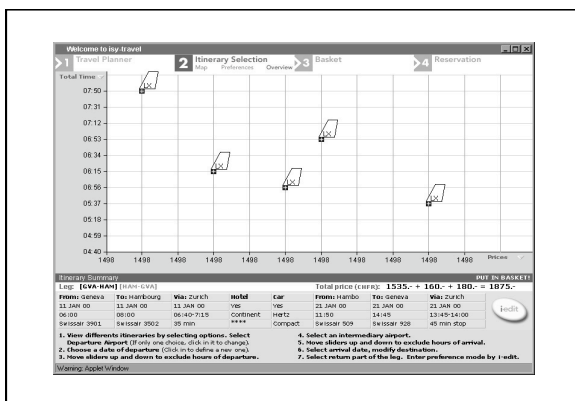 Welcome to isy-travel
1 Travel Planner
2 Itinerary Selection
Map Preferences Overview
3 Basket
4 Reservation
Total Time
07:50
07:31
07:12
06:53
06:34
06:15
06:56
05:37
05:18
04:59
04:40
LX
LX
LX
LX
LX
1498 1498 1498 1498 1498 1498 1498 1498 1498 1498 1498 Prices
Itinerary Summary PUT IN BASKET!
Leg: [GVA-HAM] [HAN-GVA] Total price (CHFR): 1535.- + 160.- + 180.- = 1875.-
From: Geneva To: Hambourg Via: Zurich Hotel Car From: Hambo To: Geneva Via: Zurich
11 JAN 00 11 JAN 00 11 JAN 00 Yes Yes 21 JAN 00 21 JAN 00 21 JAN 00
06:00 08:00 06:40-7:15 Continent Hertz 11:50 14:45 13:45-14:00
Swissair 3901 Swissair 3502 35 min **** Compact Swissair 509 Swissair 928 45 min stop
i-edit
1. View differents itineraries by selecting options. Select
Departure Airport (If only one choice, click in it to change).
2. Choose a date of departure (Click in to define a new one).
3. Move sliders up and down to exclude hours of departure.
4. Select an intermediary airport.
5. Move sliders up and down to exclude hours of arrival.
6. Select arrival date, modify destination.
7. Select return part of the leg. Enter preference mode by i-edit.
Warning: Applet Window